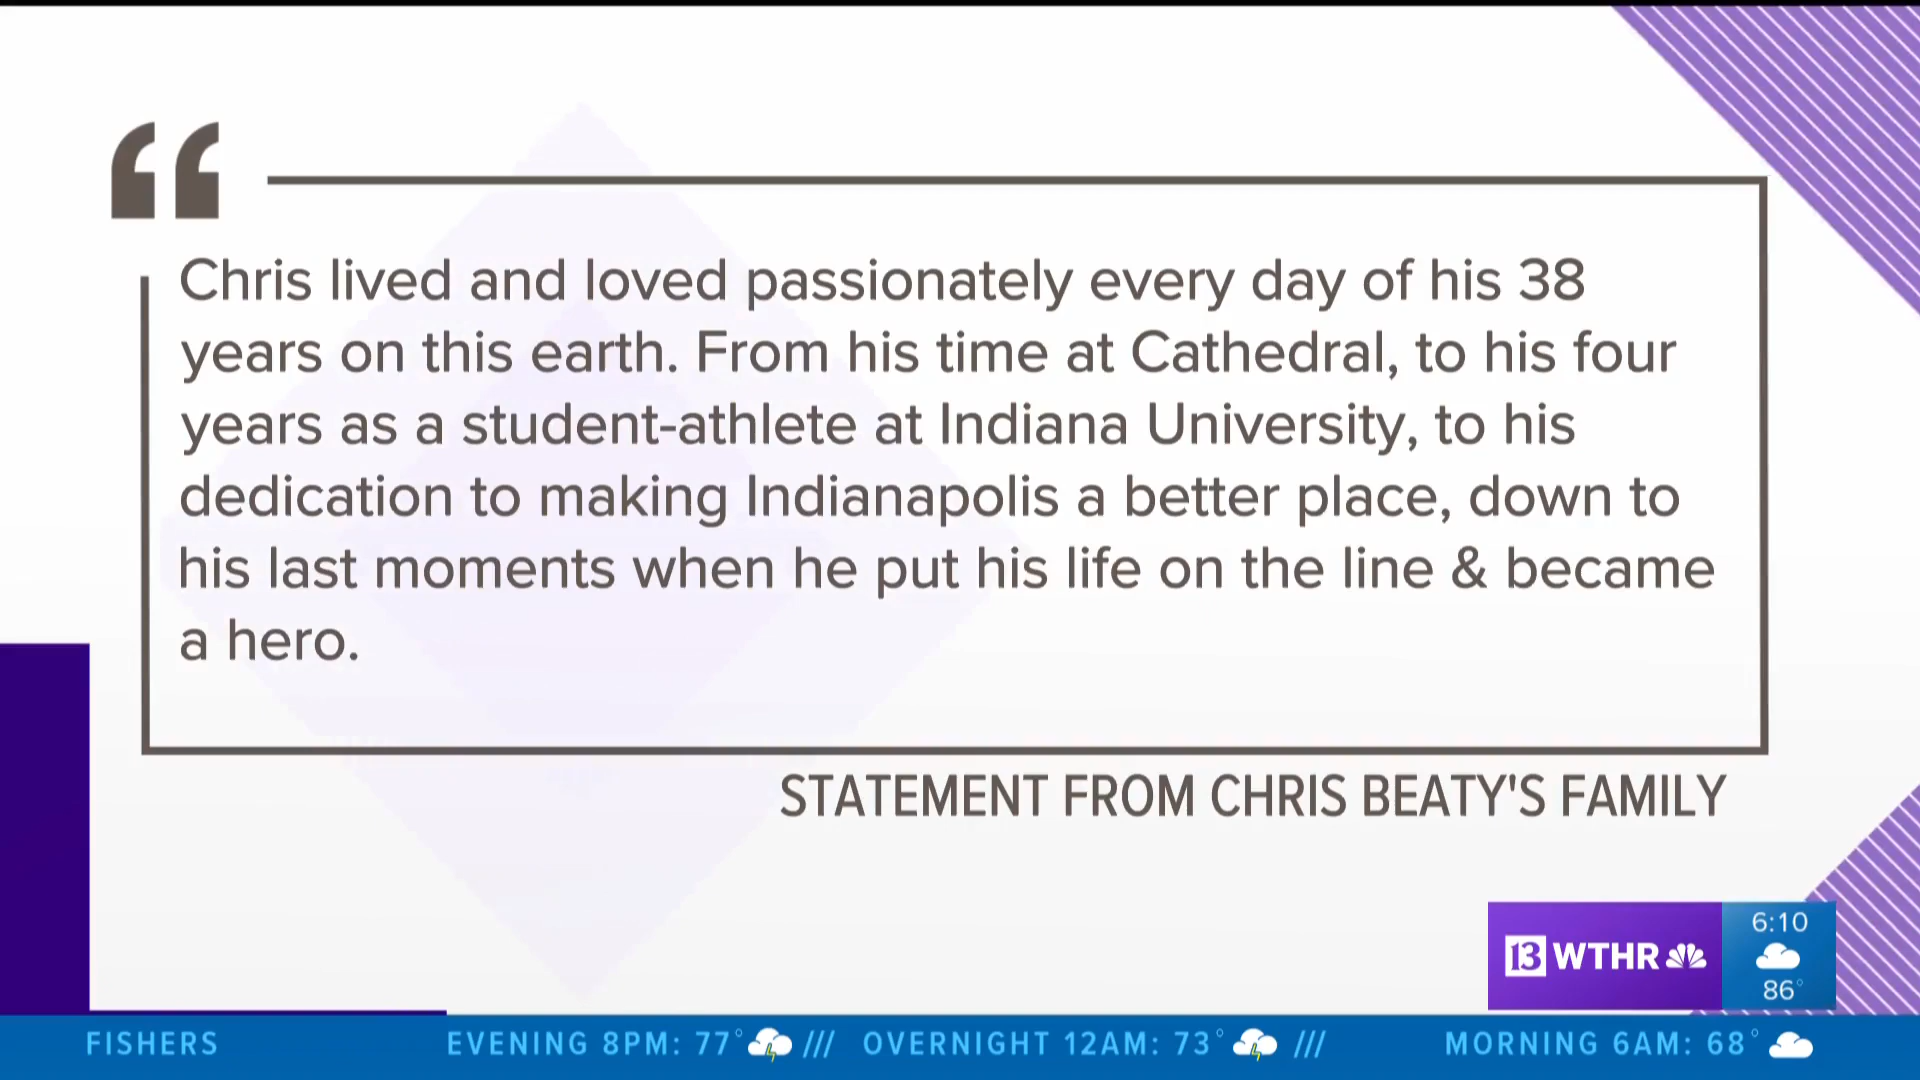 “
Chris lived and loved passionately every day of his 38
years on this earth. From his time at Cathedral, to his four
years as a student-athlete at Indiana University, to his
dedication to making Indianapolis a better place, down to
his last moments when he put his life on the line & became
a hero.
STATEMENT FROM CHRIS BEATY'S FAMILY
13 WTHR
6:10
86°
FISHERS EVENING 8PM: 77° /// OVERNIGHT 12AM: 73° /// MORNING 6AM: 68°